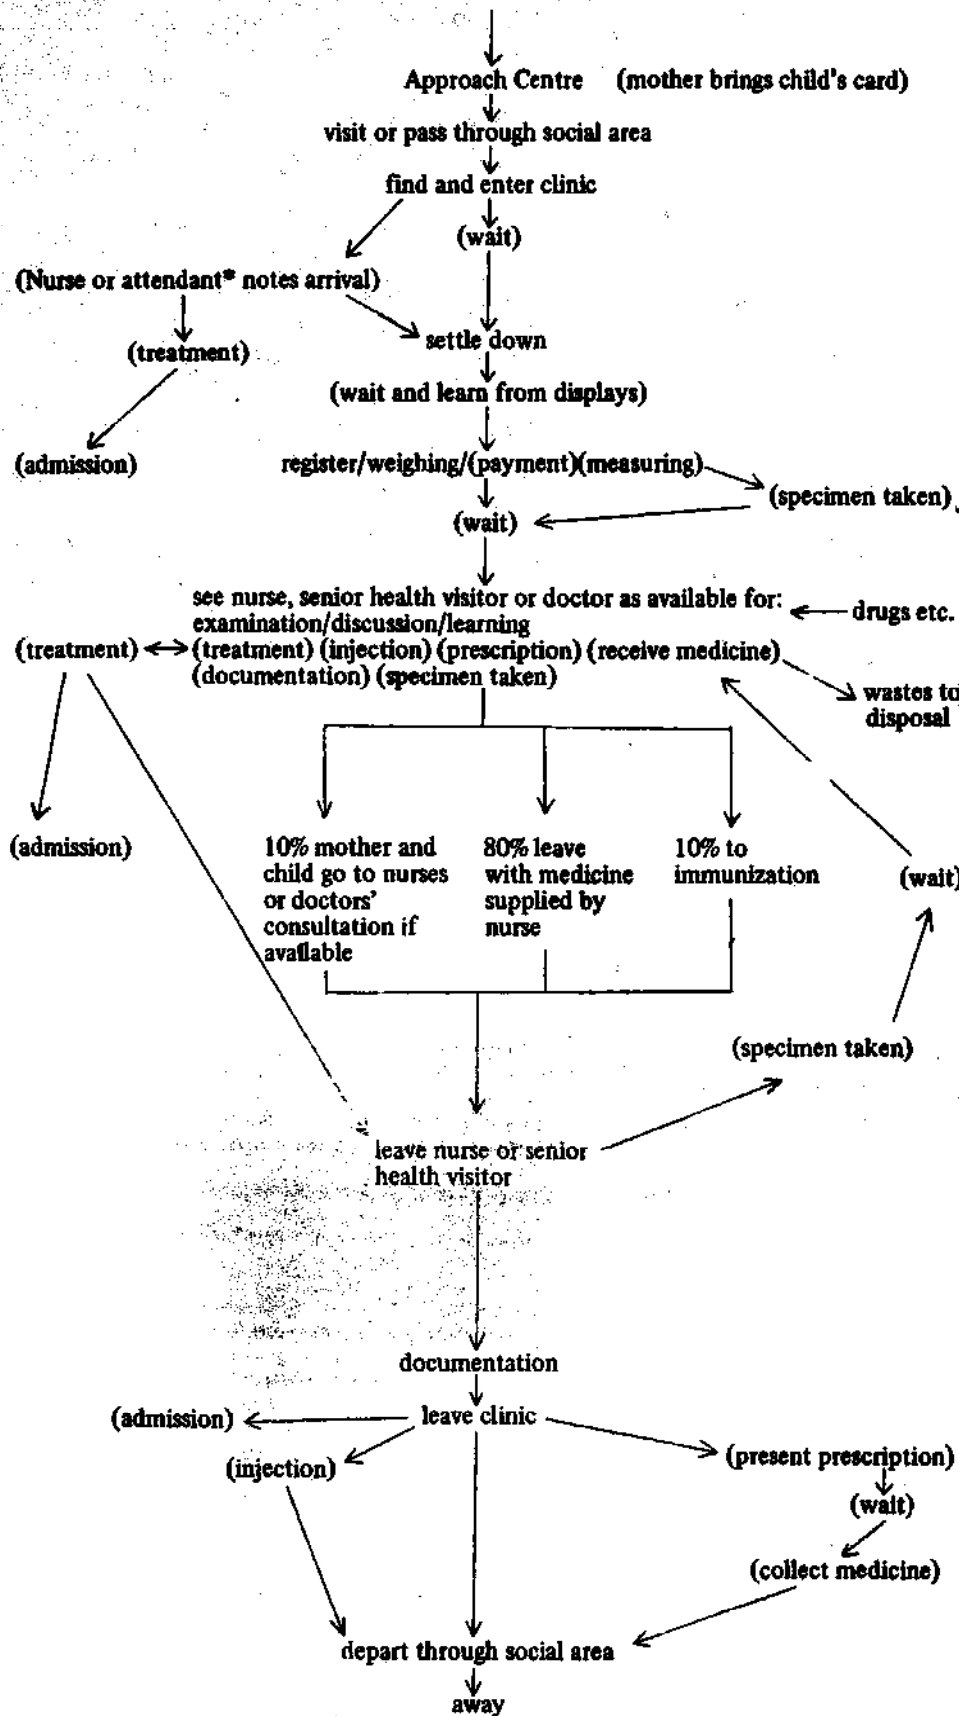 Approach Centre (mother brings child's card)
visit or pass through social area
find and enter clinic
(wait)
(Nurse or attendant* notes arrival)
settle down
(treatment)
(wait and learn from displays)
(admission)
register/weighing/(payment)(measuring)
(specimen taken)
(wait)
see nurse, senior health visitor or doctor as available for:
examination/discussion/learning
drugs etc.
(treatment)
(treatment) (injection) (prescription) (receive medicine)
(documentation) (specimen taken)
wastes to
disposal
(admission)
10% mother and
child go to nurses
or doctors'
consultation if
available
80% leave
with medicine
supplied by
nurse
10% to
immunization
(wait)
(specimen taken)
leave nurse or senior
health visitor
documentation
(admission)
leave clinic
(injection)
(present prescription)
(wait)
(collect medicine)
depart through social area
away